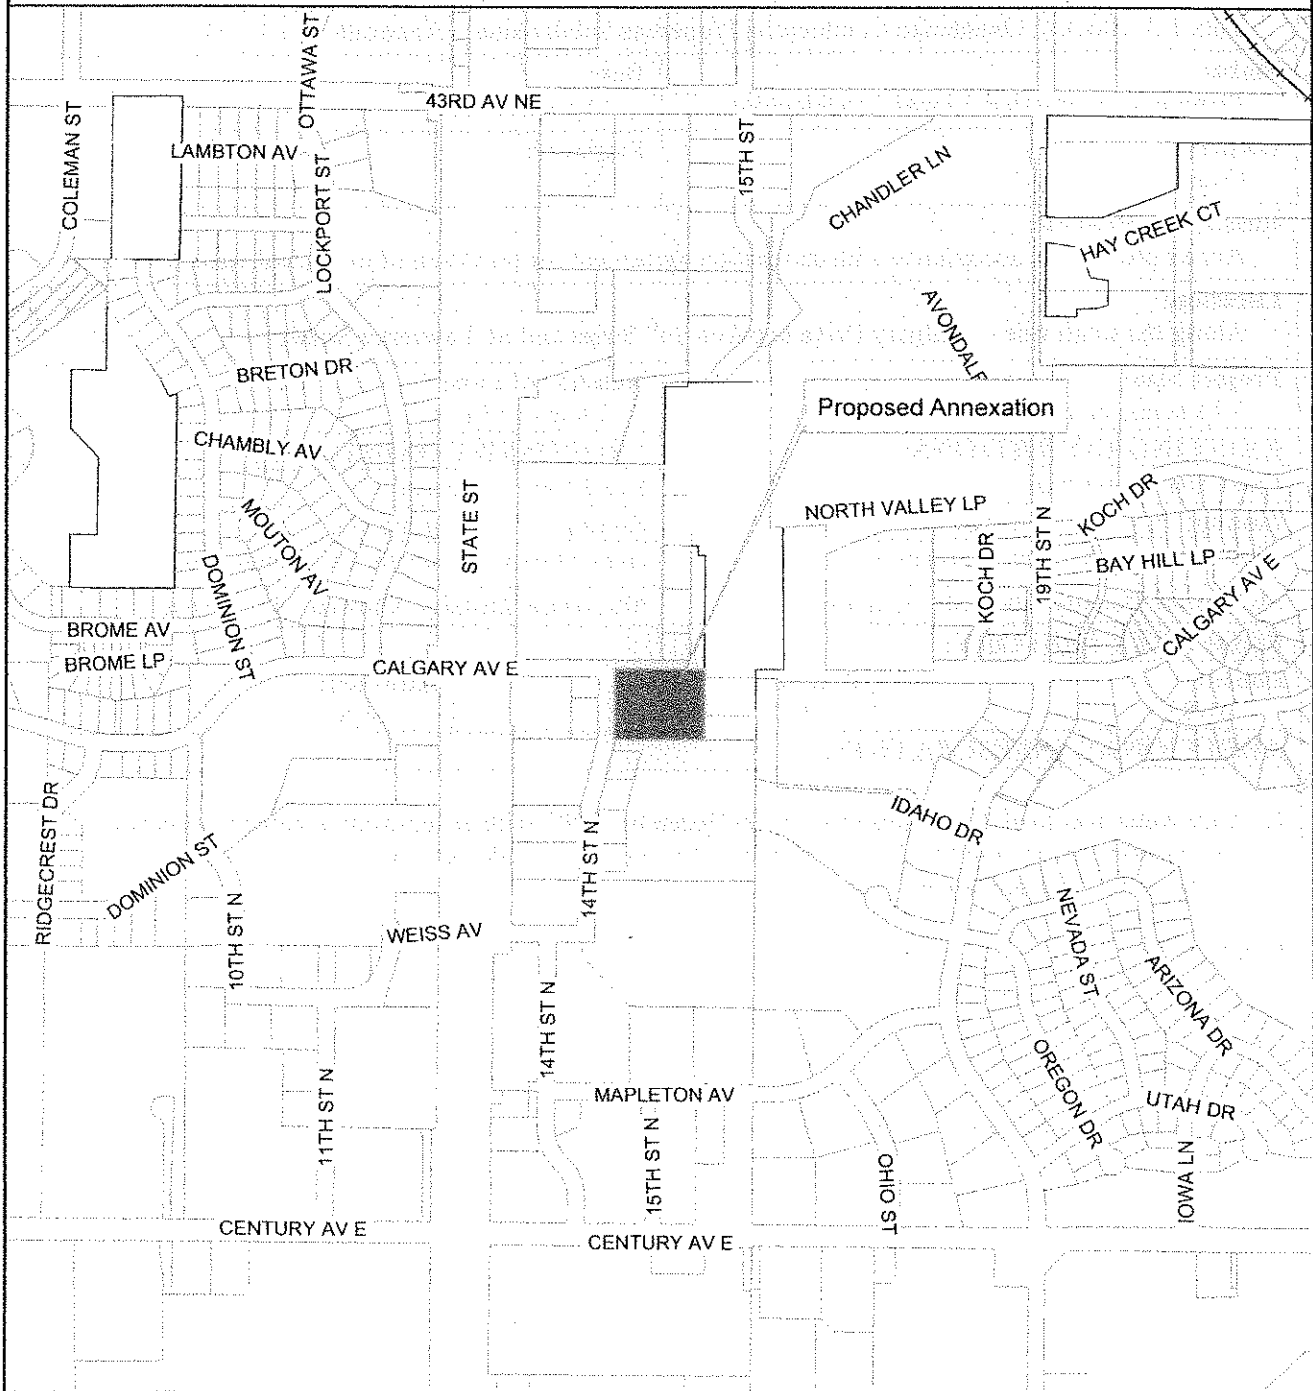 OTTAWA ST
43RD AV NE
COLEMAN ST
LAMBTON AV
15TH ST
CHANDLER LN
LOCKPORT ST
HAY CREEK CT
AVONDALE
BRETON DR
Proposed Annexation
CHAMBLY AV
STATE ST
NORTH VALLEY LP
KOCH DR
MOUTON AV
KOCH DR
19TH ST N
BAY HILL LP
DOMINION ST
CALGARY AV E
BROME AV
BROME LP
CALGARY AV E
RIDGECREST DR
IDAHO DR
DOMINION ST
14TH ST N
10TH ST N
WEISS AV
NEVADA ST
ARIZONA DR
14TH ST N
OREGON DR
11TH ST N
MAPLETON AV
UTAH DR
15TH ST N
OHIO ST
IOWA LN
CENTURY AV E
CENTURY AV E